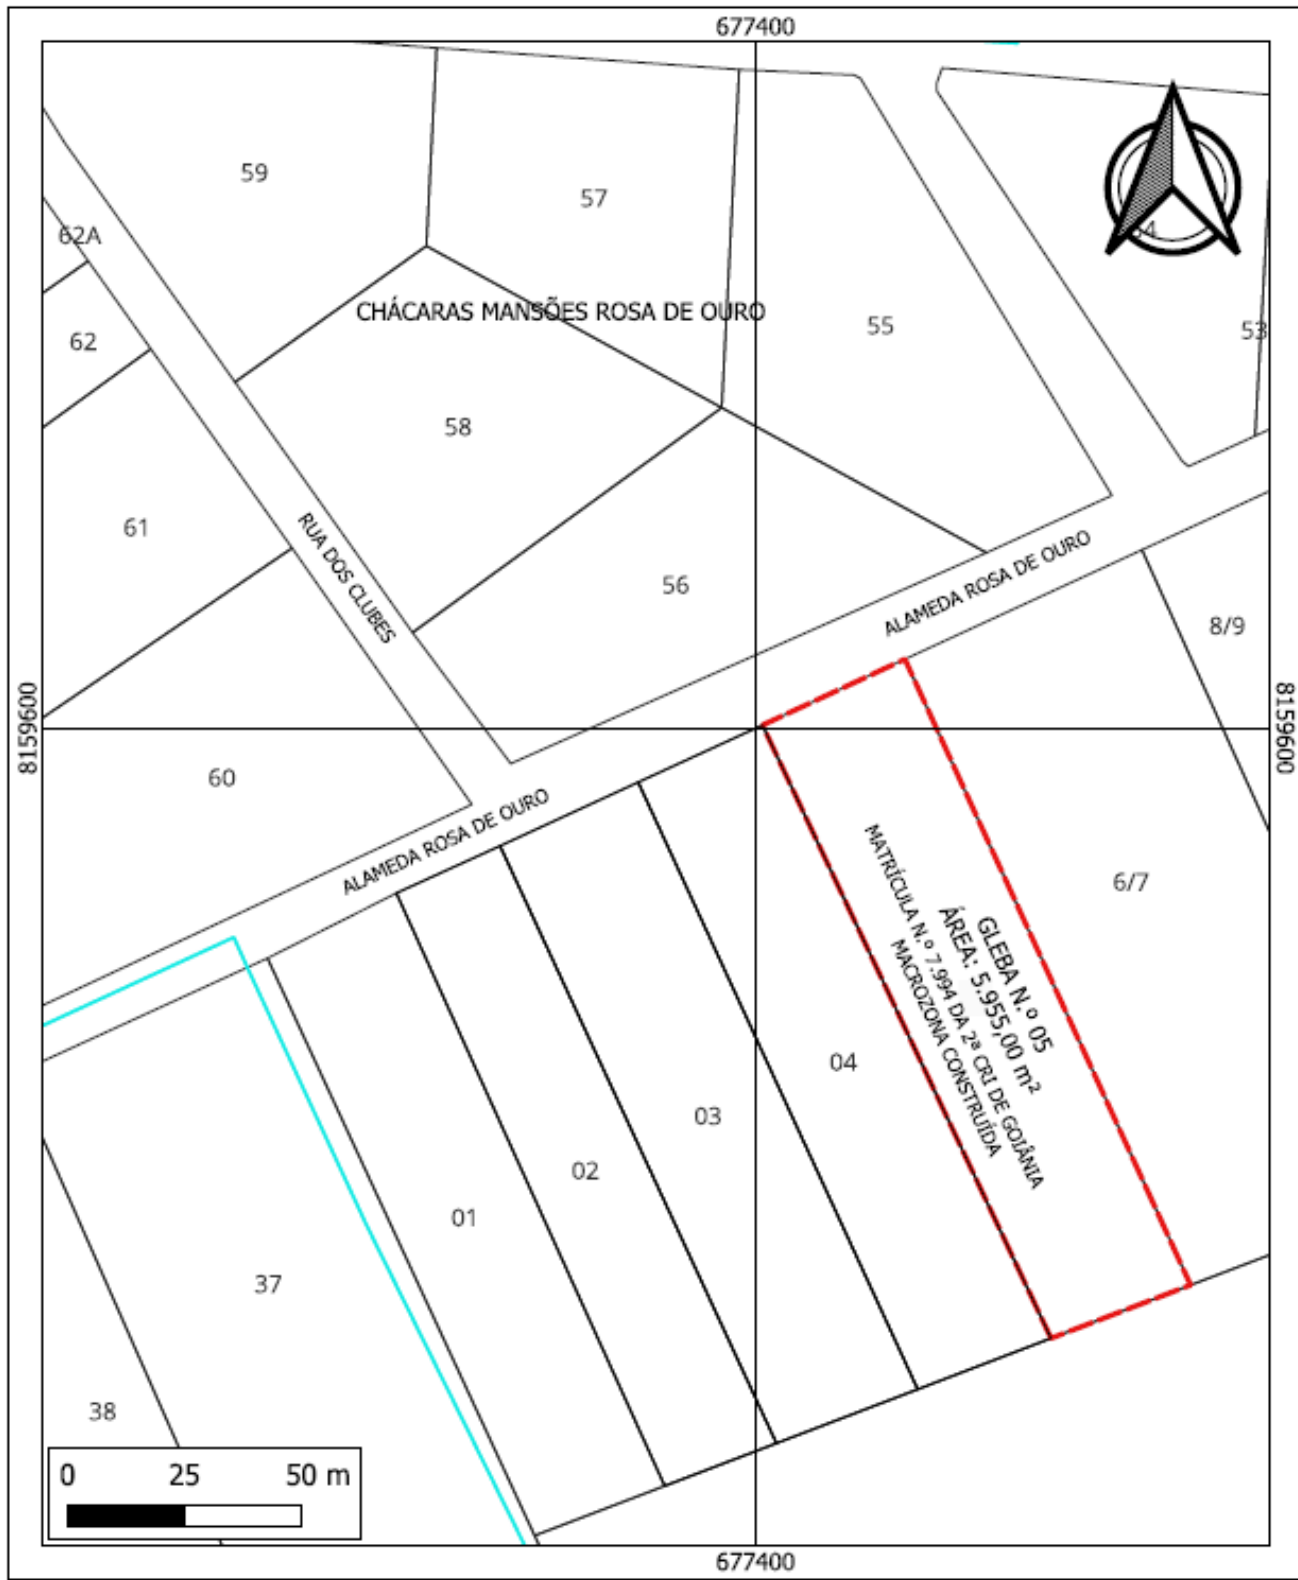 677400
59
57
62A
CHÁCARAS MANSÕES ROSA DE OURO
55
53
62
58
61
RUA DOS CLUBES
56
ALAMEDA ROSA DE OURO
8/9
8159600
8159600
60
ALAMEDA ROSA DE OURO
6/7
GLEBA N.º 05
ÁREA: 5.955,00 m²
MATRÍCULA N.º 7.994 DA 2ª CRI DE GOIÂNIA
MACROZONA CONSTRUÍDA
04
03
02
01
37
38
0 25 50 m
677400